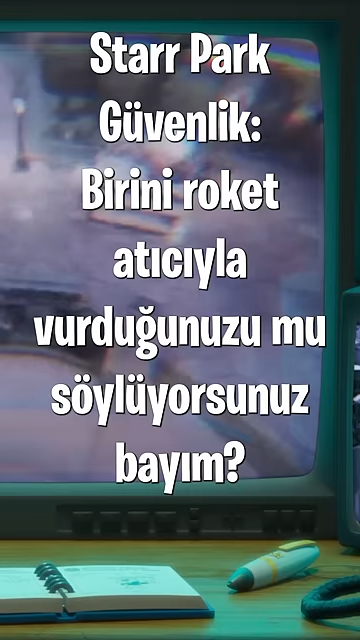 Starr Park
Güvenlik:
Birini roket
atıcıyla
vurduğunuzu mu
söylüyorsunuz
bayım?